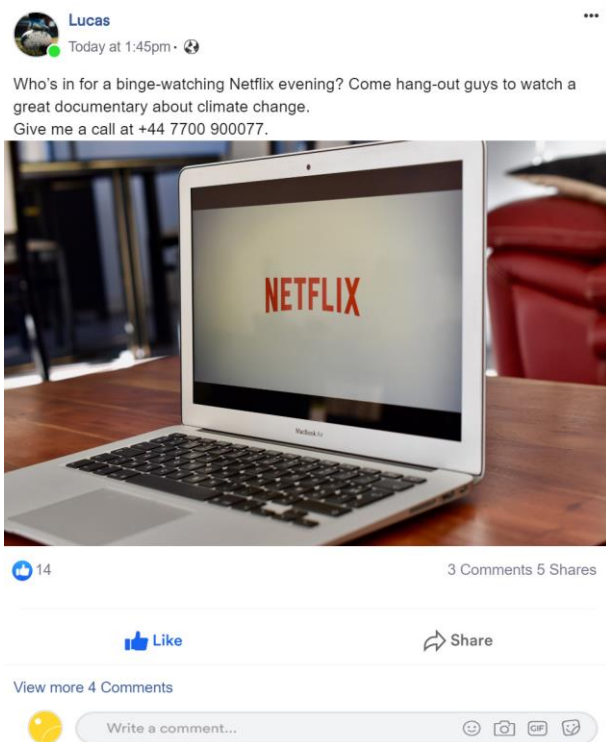 Lucas
Today at 1:45pm ·
Who's in for a binge-watching Netflix evening? Come hang-out guys to watch a
great documentary about climate change.
Give me a call at +44 7700 900077.
NETFLIX
MacBook Air
14
3 Comments 5 Shares
Like
Share
View more 4 Comments
Write a comment...
GIF